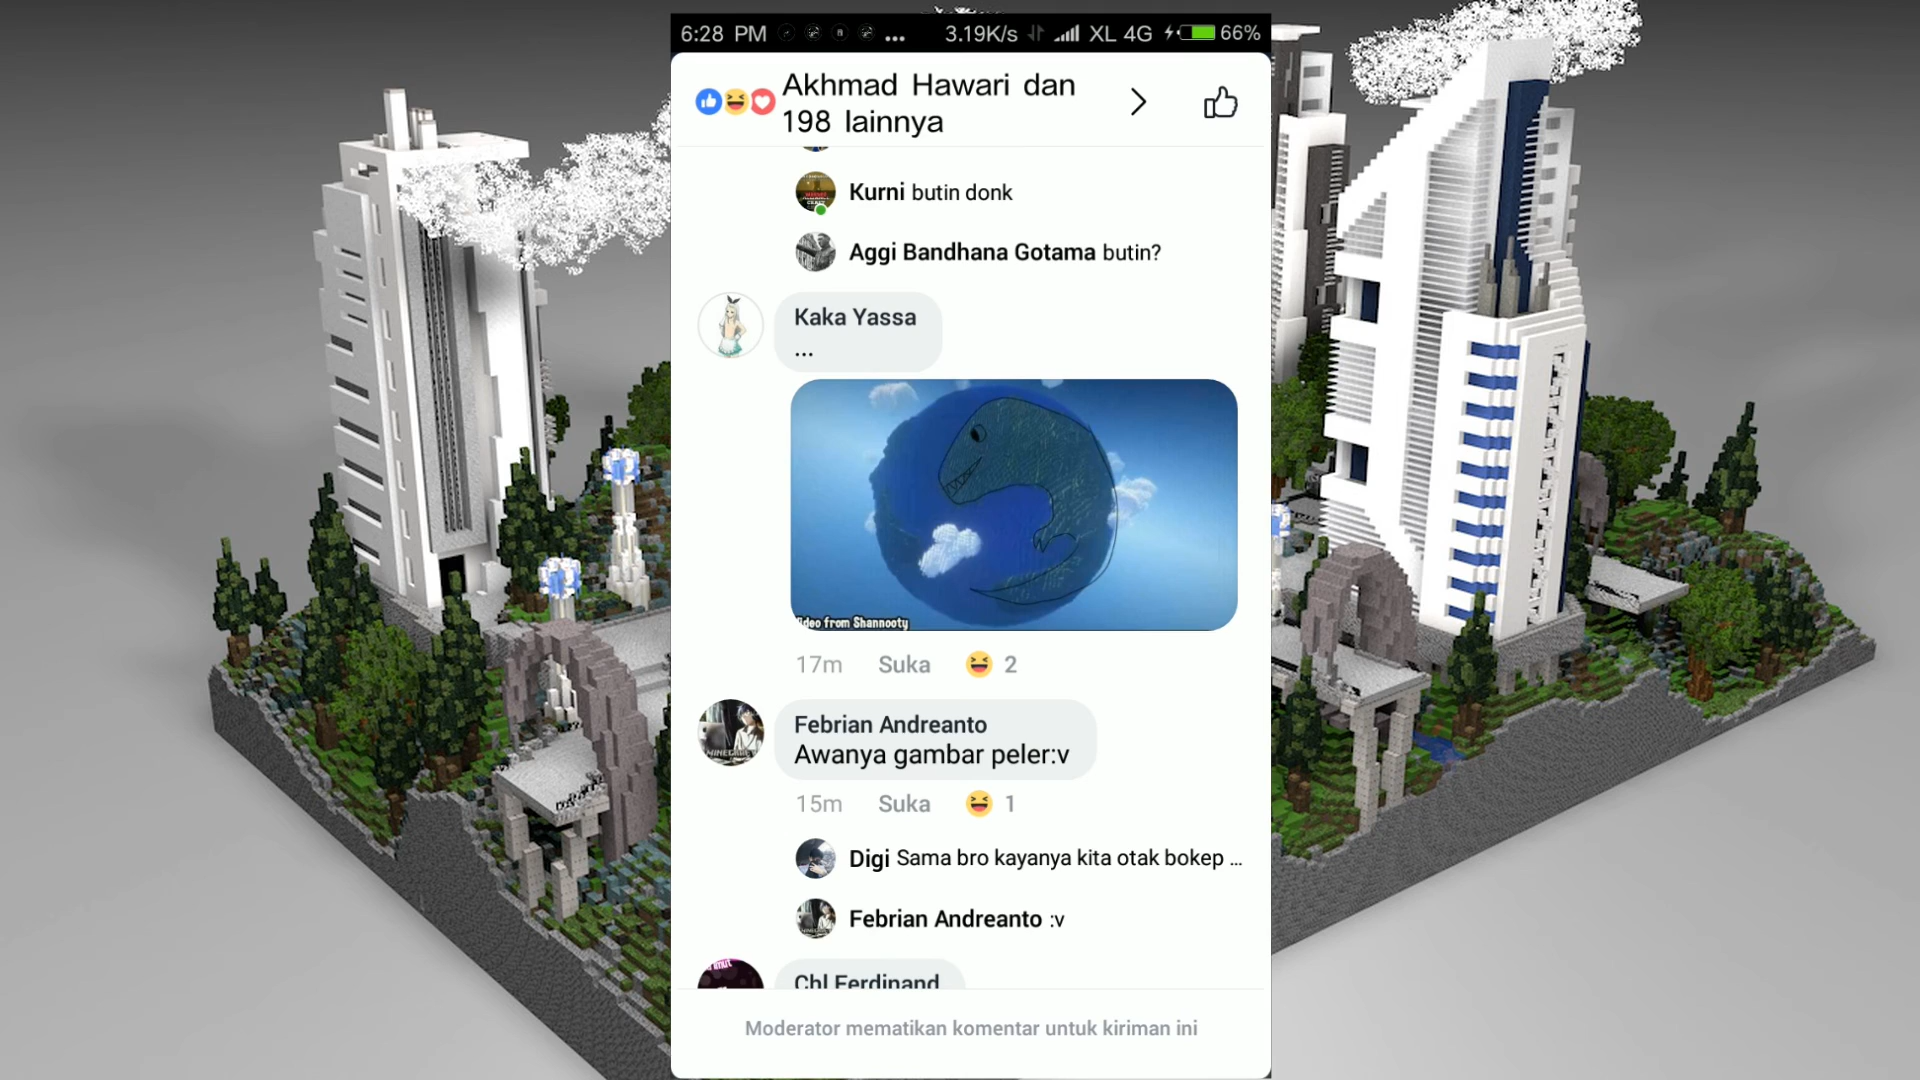 6:28 PM ... 3.19K/s XL 4G 66%
Akhmad Hawari dan
198 lainnya
Kurni butin donk
Aggi Bandhana Gotama butin?
Kaka Yassa
...
ideo from Shannooty
17m Suka 2
Febrian Andreanto
Awanya gambar peler:v
15m Suka 1
Digi Sama bro kayanya kita otak bokep ...
Febrian Andreanto :v
Chl Ferdinand
Moderator mematikan komentar untuk kiriman ini